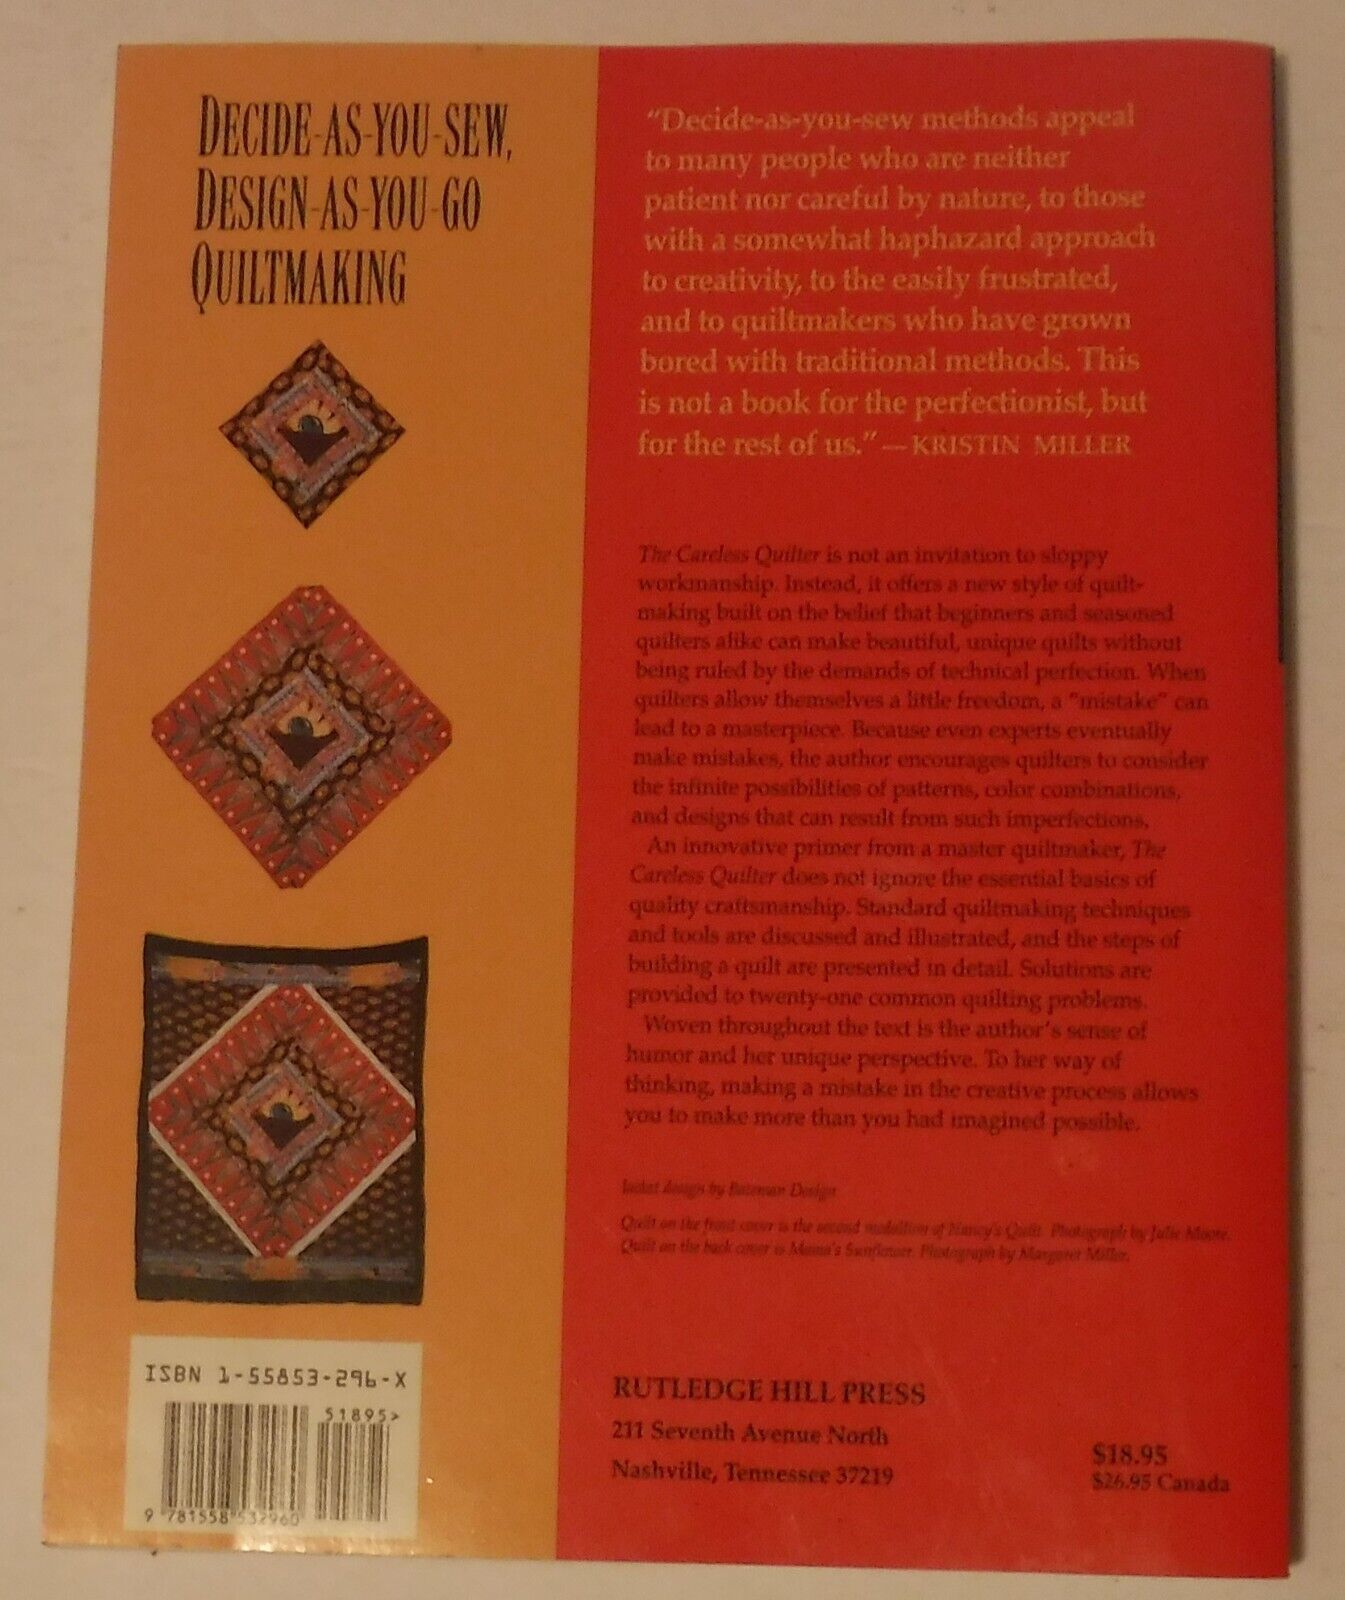 DECIDE-AS-YOU-SEW,
DESIGN-AS-YOU-GO
QUILTMAKING
"Decide-as-you-sew methods appeal
to many people who are neither
patient nor careful by nature, to those
with a somewhat haphazard approach
to creativity, to the easily frustrated,
and to quiltmakers who have grown
bored with traditional methods. This
is not a book for the perfectionist, but
for the rest of us." —KRISTIN MILLER
The Careless Quilter is not an invitation to sloppy
workmanship. Instead, it offers a new style of quilt-
making built on the belief that beginners and seasoned
quilters alike can make beautiful, unique quilts without
being ruled by the demands of technical perfection. When
quilters allow themselves a little freedom, a "mistake" can
lead to a masterpiece. Because even experts eventually
make mistakes, the author encourages quilters to consider
the infinite possibilities of patterns, color combinations,
and designs that can result from such imperfections.
An innovative primer from a master quiltmaker, The
Careless Quilter does not ignore the essential basics of
quality craftsmanship. Standard quiltmaking techniques
and tools are discussed and illustrated, and the steps of
building a quilt are presented in detail. Solutions are
provided to twenty-one common quilting problems.
Woven throughout the text is the author's sense of
humor and her unique perspective. To her way of
thinking, making a mistake in the creative process allows
you to make more than you had imagined possible.
Jacket design by Bateman Design
Quilt on the front cover is the second medallion of Nancy's Quilt. Photograph by Julie Moore.
Quilt on the back cover is Mama's Sunflower. Photograph by Margaret Miller.
ISBN 1-55853-296-X
51895>
9 781558 532960
RUTLEDGE HILL PRESS
211 Seventh Avenue North
Nashville, Tennessee 37219
$18.95
$26.95 Canada